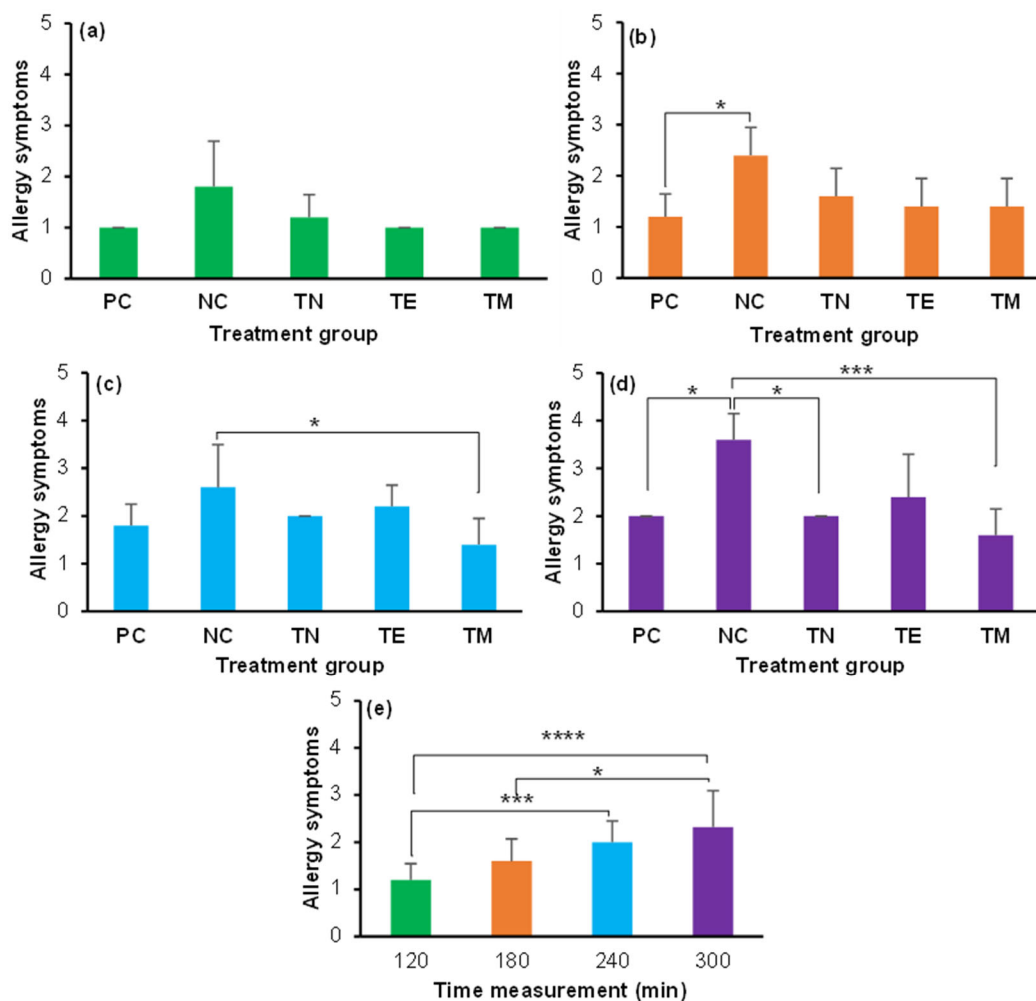 (a)
Allergy symptoms
5
4
3
2
1
0
PC NC TN TE TM
Treatment group
(b)
Allergy symptoms
5
4
3
2
1
0
*
PC NC TN TE TM
Treatment group
(c)
Allergy symptoms
5
4
3
2
1
0
*
PC NC TN TE TM
Treatment group
(d)
Allergy symptoms
5
4
3
2
1
0
***
* *
PC NC TN TE TM
Treatment group
(e)
Allergy symptoms
5
4
3
2
1
0
****
*
***
120 180 240 300
Time measurement (min)